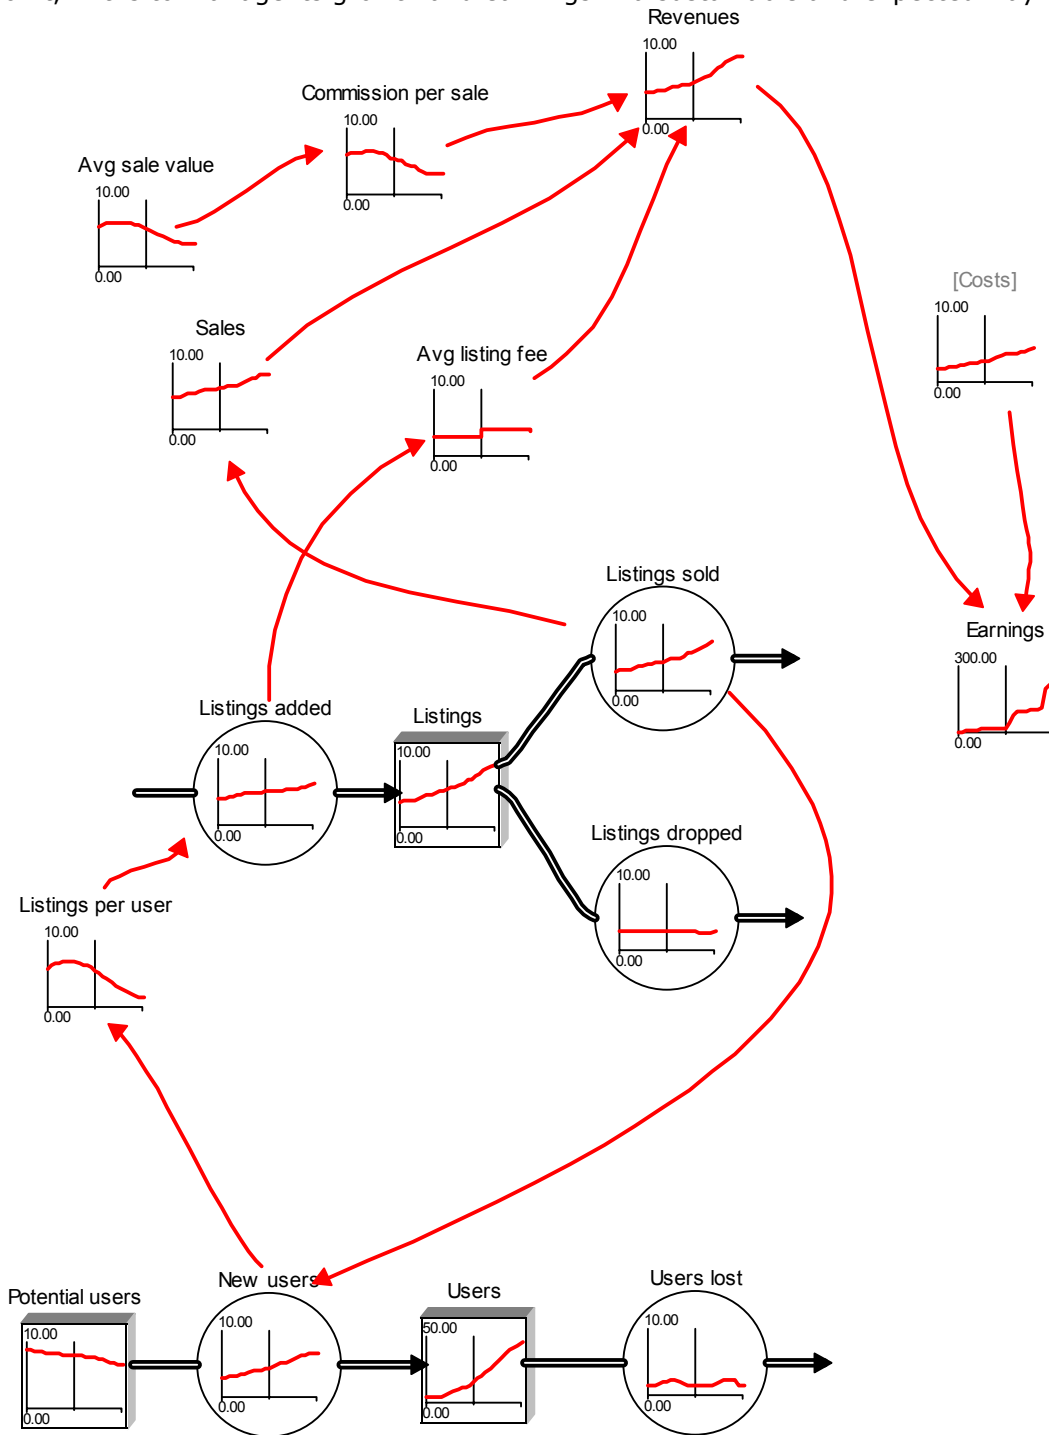 Revenues
10.00
0.00
Commission per sale
10.00
0.00
Avg sale value
10.00
0.00
[Costs]
10.00
0.00
Sales
10.00
0.00
Avg listing fee
10.00
0.00
Listings sold
10.00
0.00
Earnings
300.00
0.00
Listings added
10.00
0.00
Listings
10.00
0.00
Listings dropped
10.00
0.00
Listings per user
10.00
0.00
Potential users
10.00
0.00
New users
10.00
0.00
Users
50.00
0.00
Users lost
10.00
0.00